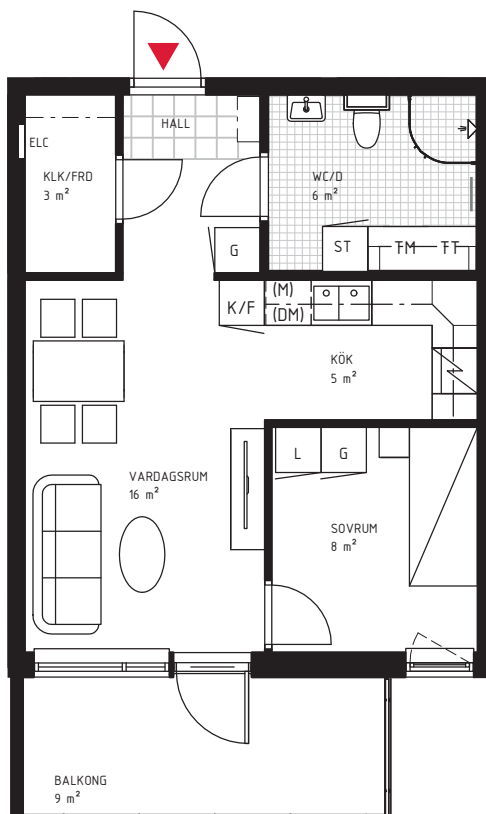 HALL
ELC
KLK/FRD
3 m²
WC/D
6 m²
ST
TM
TT
G
K/F
(M)
(DM)
KÖK
5 m²
L
G
VARDAGSRUM
16 m²
SOVRUM
8 m²
BALKONG
9 m²